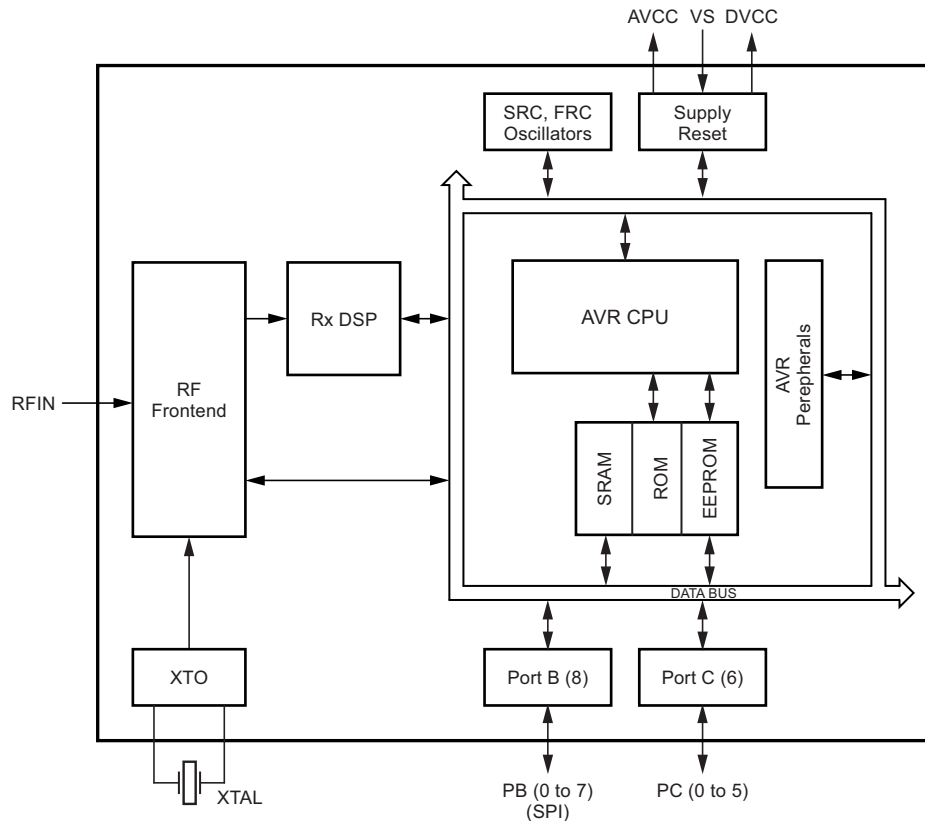 AVCC VS DVCC
SRC, FRC
Oscillators
Supply
Reset
RF
Frontend
Rx DSP
AVR CPU
AVR
Perepherals
RFIN
SRAM
ROM
EEPROM
DATA BUS
XTO
Port B (8)
Port C (6)
XTAL
PB (0 to 7)
(SPI)
PC (0 to 5)